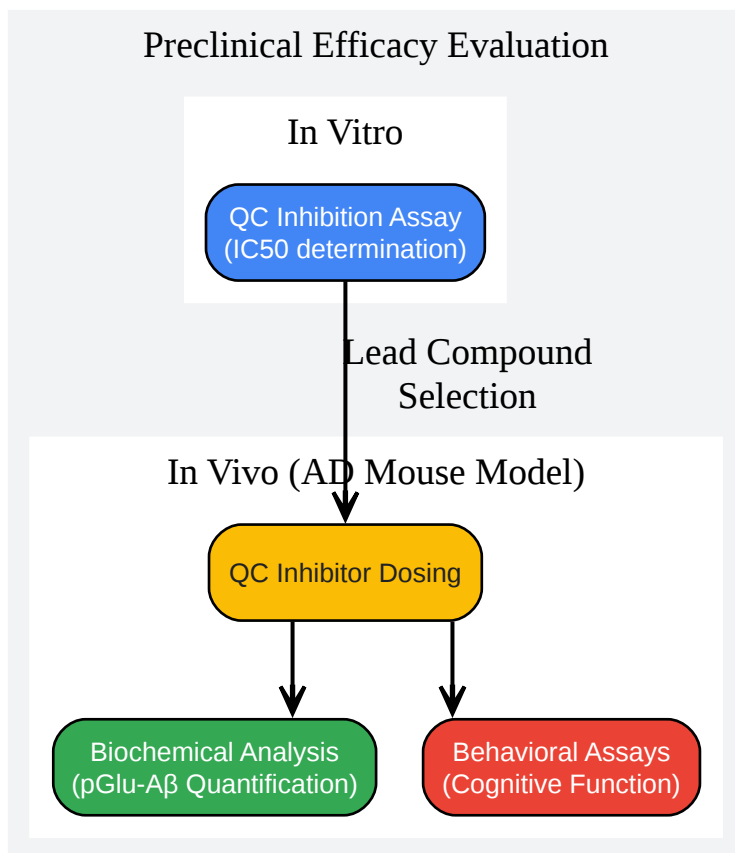 Preclinical Efficacy Evaluation
In Vitro
QC Inhibition Assay
(IC50 determination)
Lead Compound
Selection
In Vivo (AD Mouse Model)
QC Inhibitor Dosing
Biochemical Analysis
(pGlu-Aβ Quantification)
Behavioral Assays
(Cognitive Function)